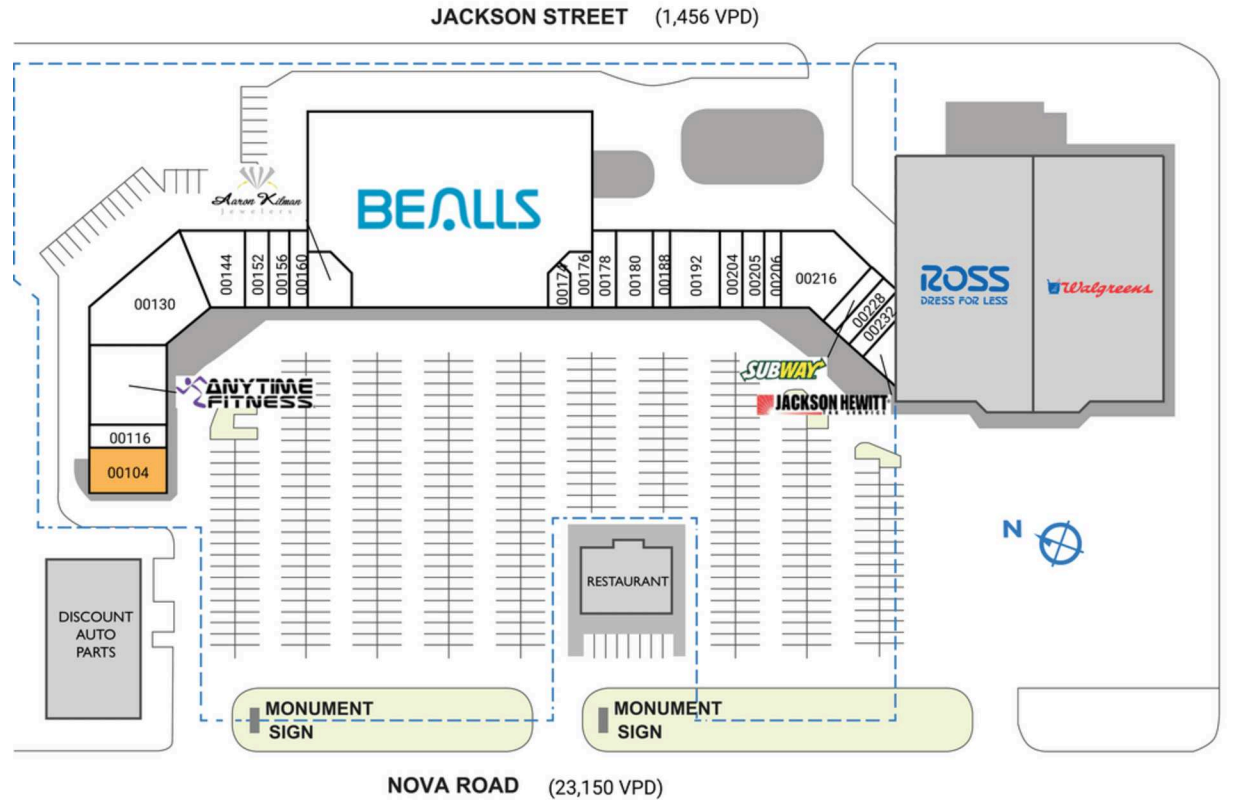 JACKSON STREET (1,456 VPD)
Aaron Kilman
Jewelers
BEALLS
00144
00152
00156
00160
00174
00176
00178
00180
00188
00192
00204
00205
00206
00216
00228
00232
ROSS
DRESS FOR LESS
Walgreens
00130
ANYTIME
FITNESS
SUBWAY
JACKSON HEWITT
TAX SERVICE
00116
00104
N
RESTAURANT
DISCOUNT
AUTO
PARTS
MONUMENT
SIGN
MONUMENT
SIGN
NOVA ROAD (23,150 VPD)